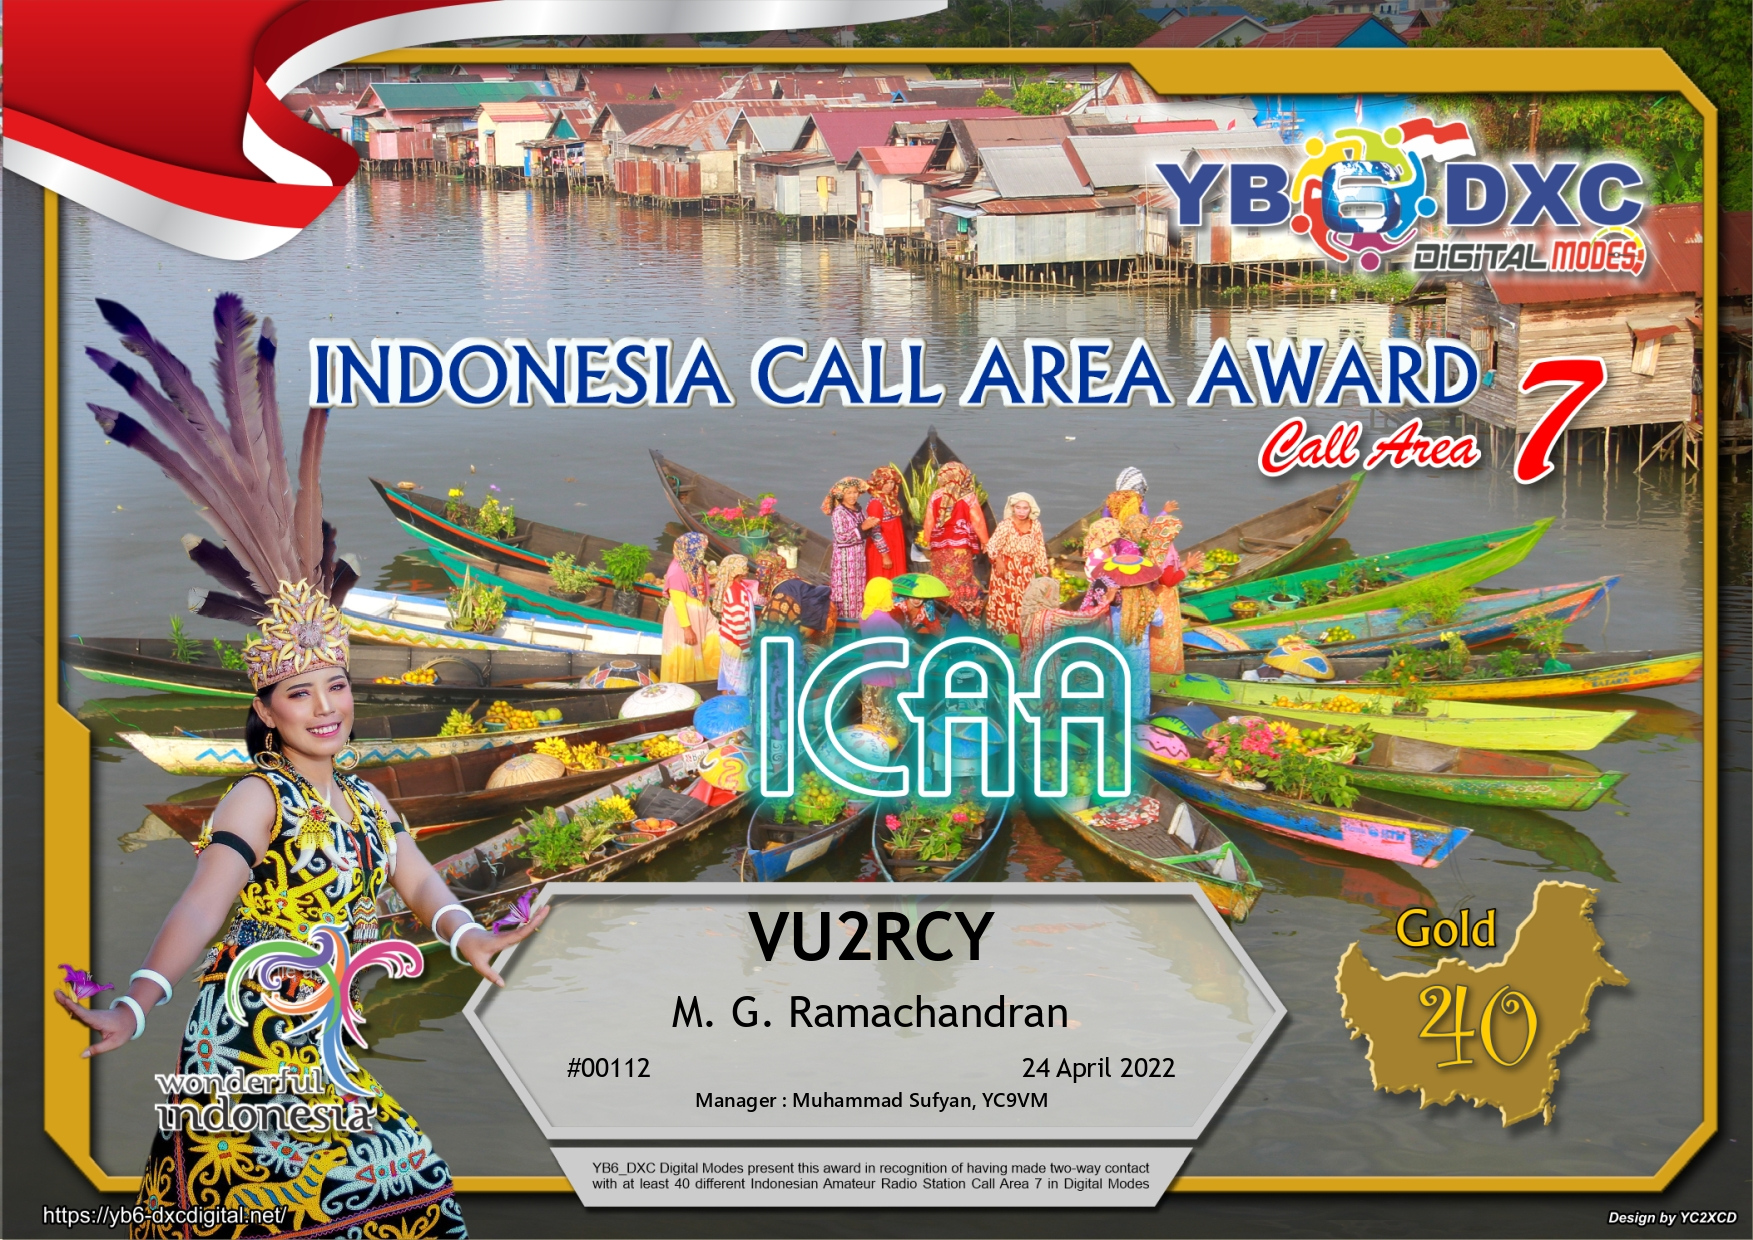 YB6DXC
DIGITAL MODES
INDONESIA CALL AREA AWARD
Call Area 7
ICAA
VU2RCY
M. G. Ramachandran
#00112 24 April 2022
Manager : Muhammad Sufyan, YC9VM
Gold
40
wonderful
indonesia
YB6_DXC Digital Modes present this award in recognition of having made two-way contact
with at least 40 different Indonesian Amateur Radio Station Call Area 7 in Digital Modes
https://yb6-dxcdigital.net/
Design by YC2XCD